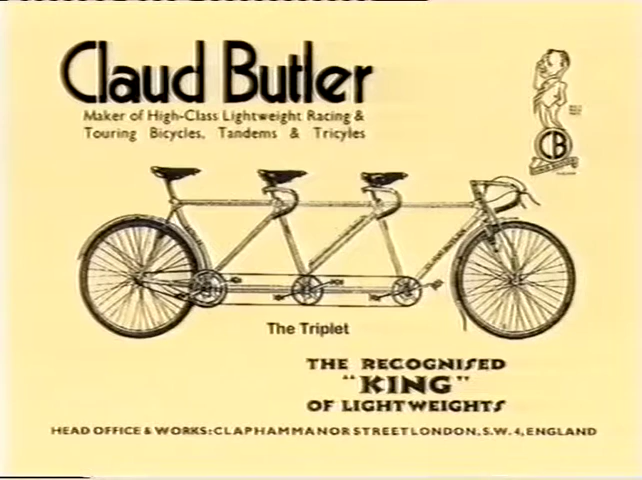 Claud Butler
Maker of High-Class Lightweight Racing &
Touring Bicycles, Tandems & Tricyles
CB
The Triplet
THE RECOGNISED
"KING"
OF LIGHTWEIGHTS
HEAD OFFICE & WORKS: CLAPHAM MANOR STREET LONDON, S.W. 4, ENGLAND